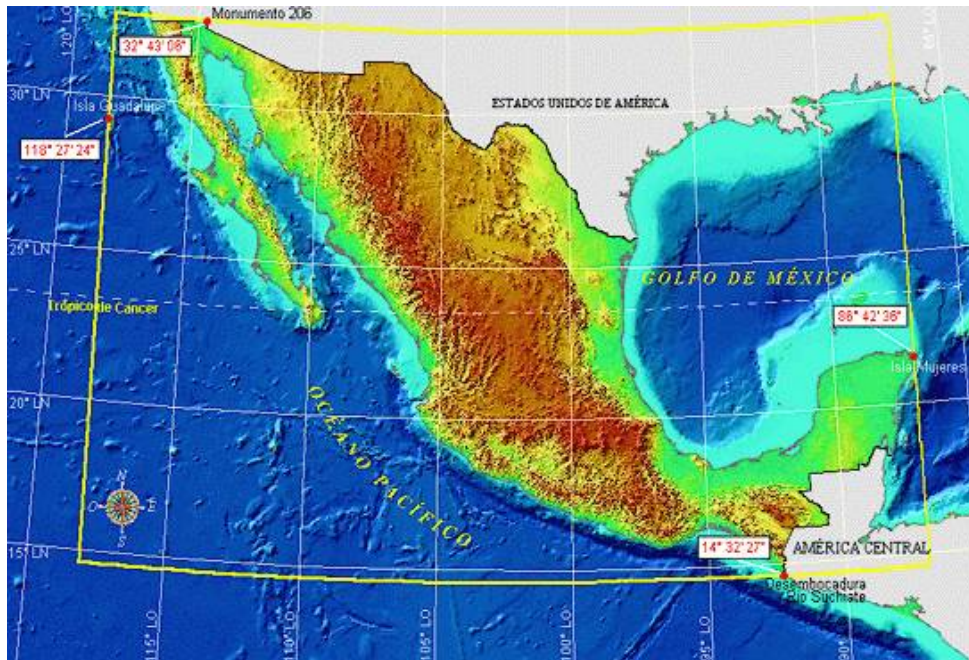 120° LO
Monumento 206
32° 43' 06"
30° LN
Isla Guadalupe
ESTADOS UNIDOS DE AMÉRICA
118° 27' 24"
25° LN
GOLFO DE MÉXICO
Trópico de Cancer
86° 42' 36"
Isla Mujeres
20° LN
OCÉANO PACÍFICO
N
O
E
S
15° LN
14° 32' 27"
AMÉRICA CENTRAL
Desembocadura
Río Suchiate
115° LO
110° LO
105° LO
100° LO
95° LO
90° LO